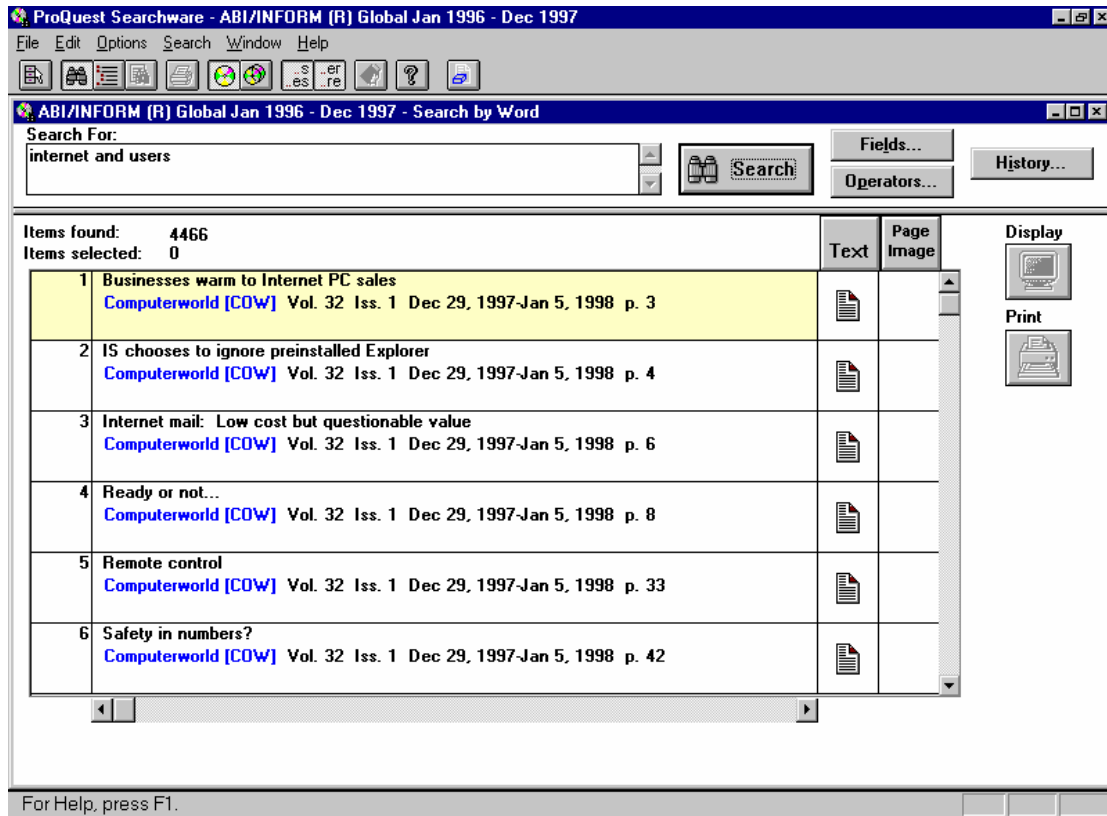 ProQuest Searchware - ABI/INFORM (R) Global Jan 1996 - Dec 1997
File Edit Options Search Window Help
..s ..es ..er ..re
ABI/INFORM (R) Global Jan 1996 - Dec 1997 - Search by Word
Search For:
internet and users
Search
Fields...
Operators...
History...
Items found: 4466
Items selected: 0
Text
Page Image
Display
Print
1 Businesses warm to Internet PC sales
Computerworld [COW] Vol. 32 Iss. 1 Dec 29, 1997-Jan 5, 1998 p. 3
2 IS chooses to ignore preinstalled Explorer
Computerworld [COW] Vol. 32 Iss. 1 Dec 29, 1997-Jan 5, 1998 p. 4
3 Internet mail: Low cost but questionable value
Computerworld [COW] Vol. 32 Iss. 1 Dec 29, 1997-Jan 5, 1998 p. 6
4 Ready or not...
Computerworld [COW] Vol. 32 Iss. 1 Dec 29, 1997-Jan 5, 1998 p. 8
5 Remote control
Computerworld [COW] Vol. 32 Iss. 1 Dec 29, 1997-Jan 5, 1998 p. 33
6 Safety in numbers?
Computerworld [COW] Vol. 32 Iss. 1 Dec 29, 1997-Jan 5, 1998 p. 42
For Help, press F1.